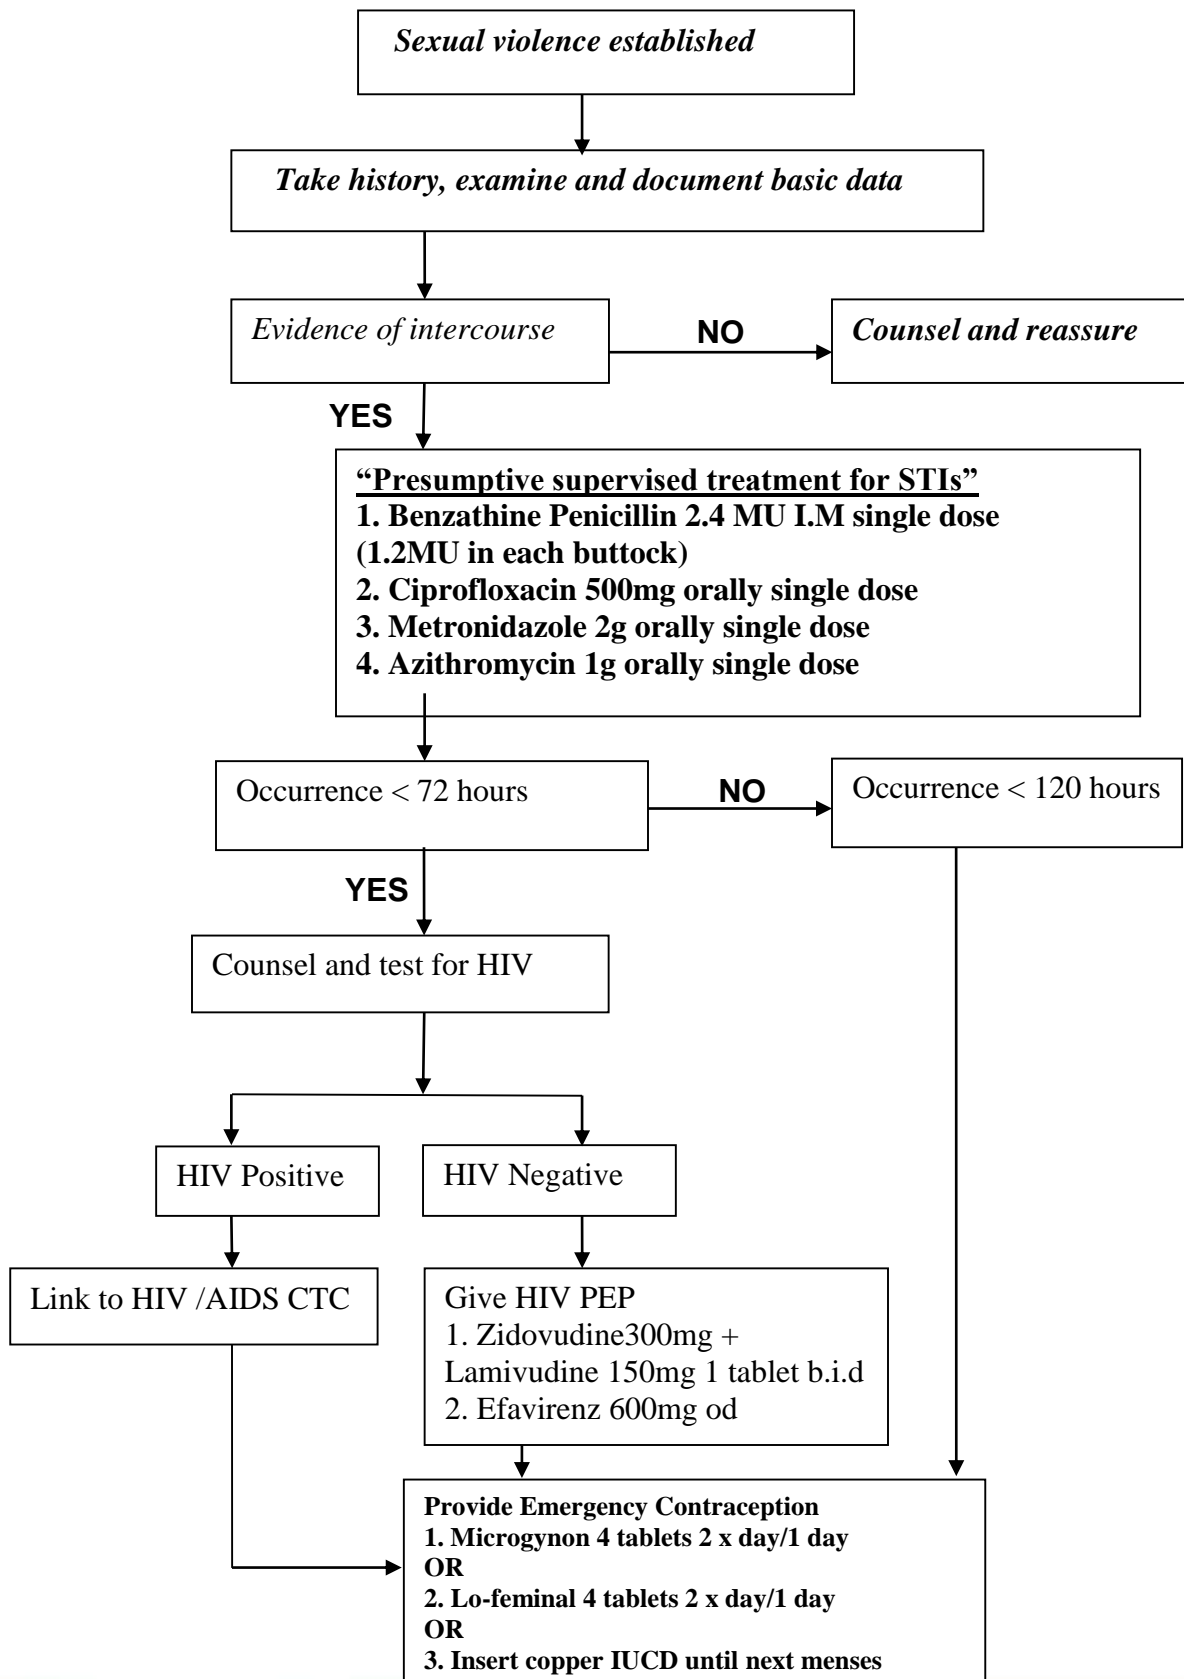 Sexual violence established
Take history, examine and document basic data
Evidence of intercourse
NO
Counsel and reassure
YES
“Presumptive supervised treatment for STIs”
1. Benzathine Penicillin 2.4 MU I.M single dose
(1.2MU in each buttock)
2. Ciprofloxacin 500mg orally single dose
3. Metronidazole 2g orally single dose
4. Azithromycin 1g orally single dose
Occurrence < 72 hours
NO
Occurrence < 120 hours
YES
Counsel and test for HIV
HIV Positive
HIV Negative
Link to HIV /AIDS CTC
Give HIV PEP
1. Zidovudine300mg +
Lamivudine 150mg 1 tablet b.i.d
2. Efavirenz 600mg od
Provide Emergency Contraception
1. Microgynon 4 tablets 2 x day/1 day
OR
2. Lo-feminal 4 tablets 2 x day/1 day
OR
3. Insert copper IUCD until next menses